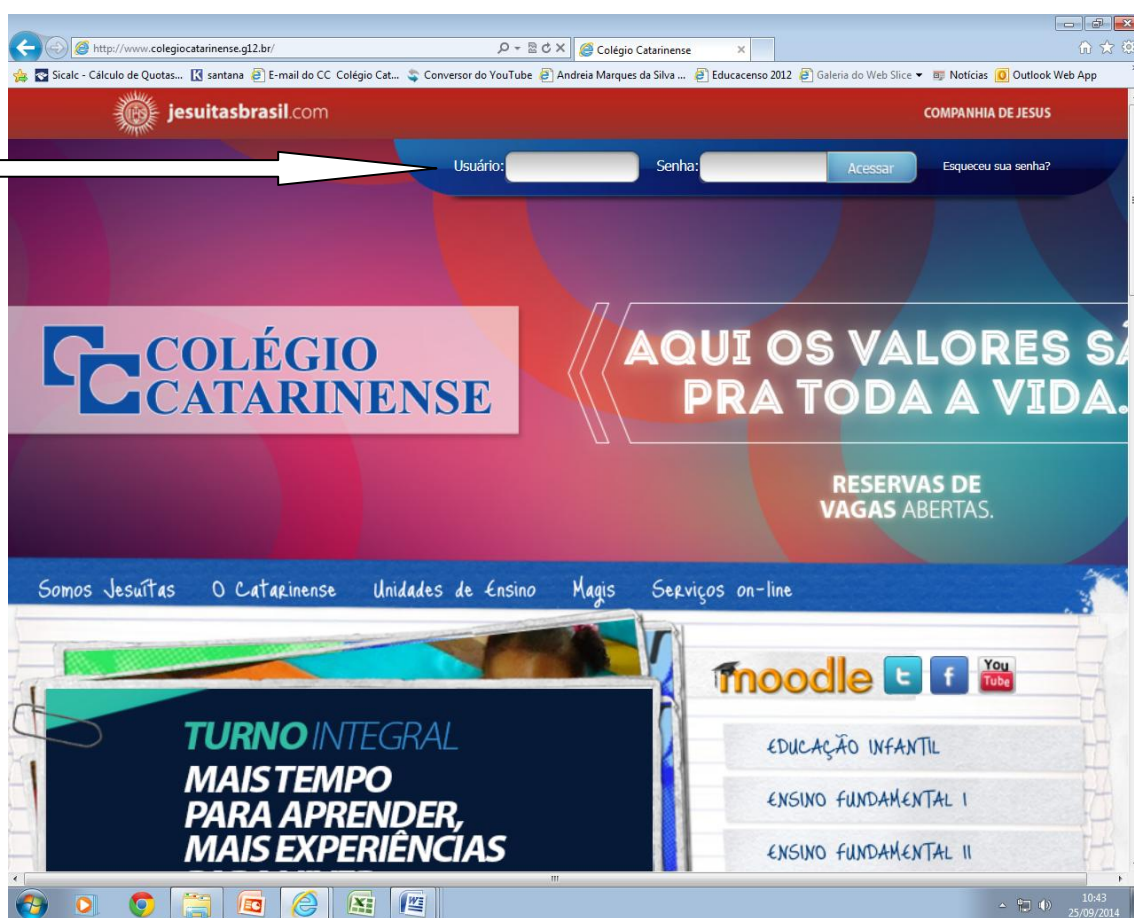 http://www.colegiocatarinense.g12.br/
Colégio Catarinense
Sicalc - Cálculo de Quotas... santana E-mail do CC Colégio Cat... Conversor do YouTube Andreia Marques da Silva ... Educacenso 2012 Galeria do Web Slice Notícias Outlook Web App
jesuitasbrasil.com
COMPANHIA DE JESUS
Usuário: Senha: Acessar Esqueceu sua senha?
CC COLÉGIO
CATARINENSE
AQUI OS VALORES SÃ
PRA TODA A VIDA.
RESERVAS DE
VAGAS ABERTAS.
Somos Jesuítas O Catarinense Unidades de Ensino Magis Serviços on-line
moodle t f You Tube
TURNO INTEGRAL
MAIS TEMPO
PARA APRENDER,
MAIS EXPERIÊNCIAS
EDUCAÇÃO INFANTIL
ENSINO FUNDAMENTAL I
ENSINO FUNDAMENTAL II
10:43
25/09/2014